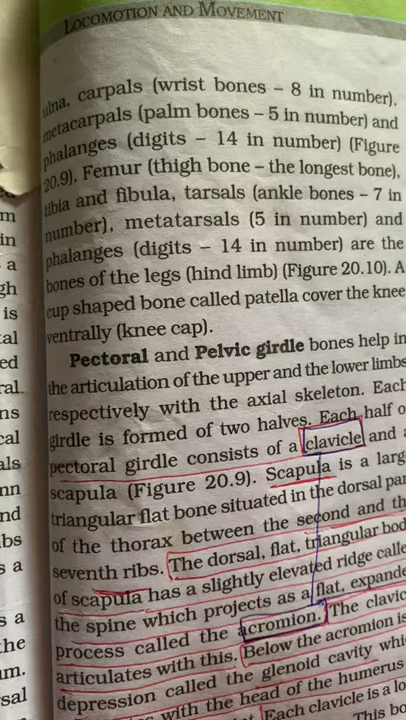 LOCOMOTION AND MOVEMENT
ulna, carpals (wrist bones – 8 in number),
metacarpals (palm bones – 5 in number) and
phalanges (digits – 14 in number) (Figure
20.9). Femur (thigh bone – the longest bone),
tibia and fibula, tarsals (ankle bones – 7 in
number), metatarsals (5 in number) and
phalanges (digits – 14 in number) are the
bones of the legs (hind limb) (Figure 20.10). A
cup shaped bone called patella cover the knee
ventrally (knee cap).
Pectoral and Pelvic girdle bones help in
the articulation of the upper and the lower limbs
respectively with the axial skeleton. Each
girdle is formed of two halves. Each half o
pectoral girdle consists of a clavicle and a
scapula (Figure 20.9). Scapula is a larg
triangular flat bone situated in the dorsal par
of the thorax between the second and th
seventh ribs. The dorsal, flat, triangular bod
of scapula has a slightly elevated ridge calle
the spine which projects as a flat, expande
process called the acromion. The clavic
articulates with this. Below the acromion is
depression called the glenoid cavity whi
with the head of the humerus
Each clavicle is a lo
This bo